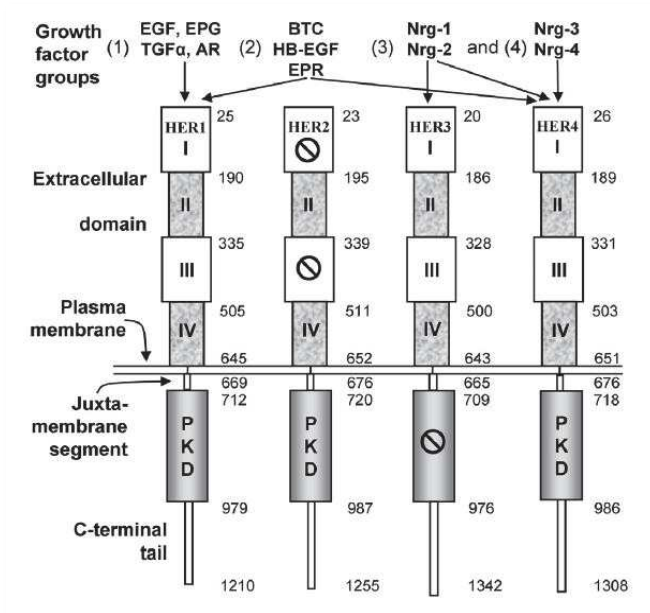 Growth factor groups
(1) EGF, EPG TGFα, AR
(2) BTC HB-EGF EPR
(3) Nrg-1 Nrg-2
and (4) Nrg-3 Nrg-4
HER1 25 HER2 23 HER3 20 HER4 26
I I I
Extracellular 190 195 186 189
II II II II
domain
335 339 328 331
III III III
Plasma membrane
505 511 500 503
IV IV IV IV
645 652 643 651
669 676 665 676
Juxta-membrane segment
712 720 709 718
PKD PKD PKD
979 987 976 986
C-terminal tail
1210 1255 1342 1308